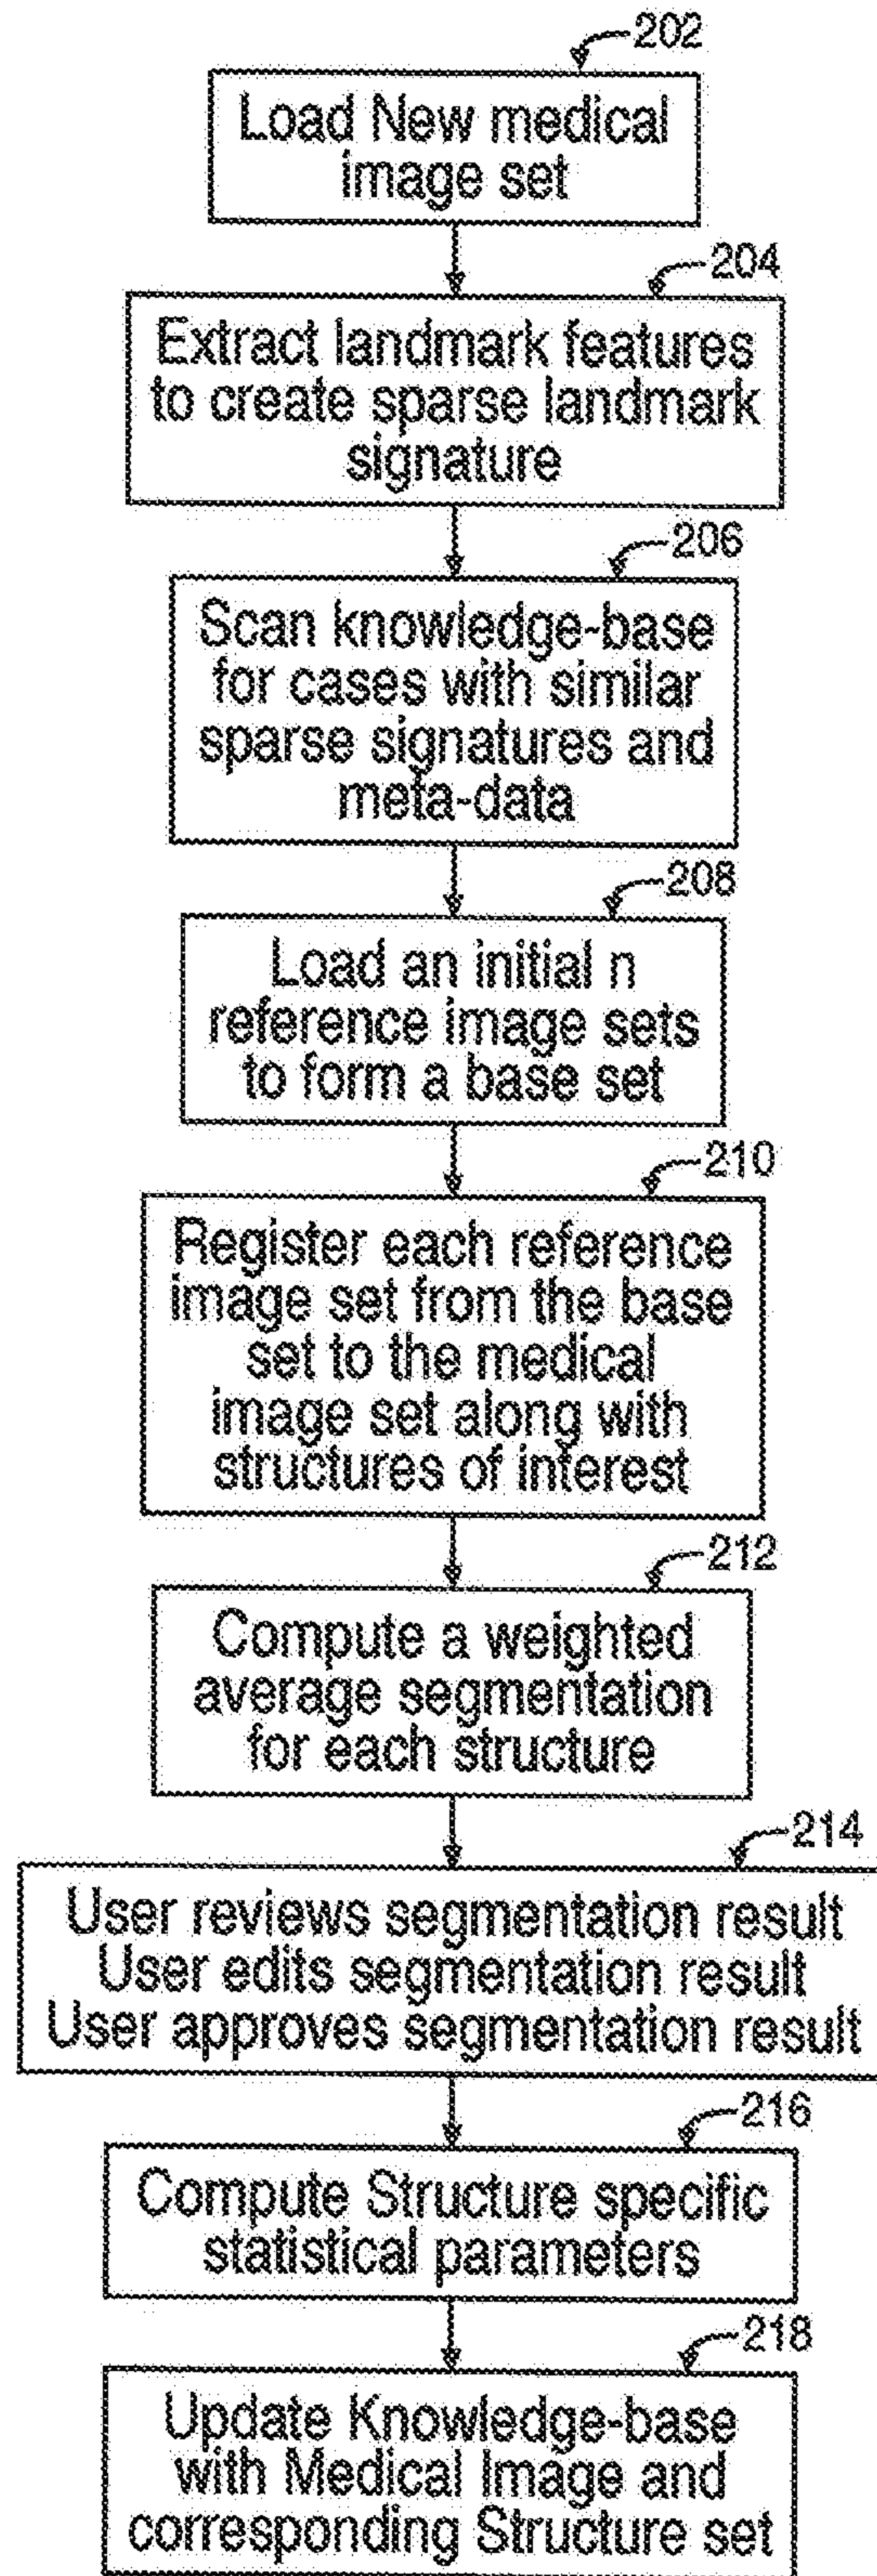 202
Load New medical
image set
204
Extract landmark features
to create sparse landmark
signature
206
Scan knowledge-base
for cases with similar
sparse signatures and
meta-data
208
Load an initial n
reference image sets
to form a base set
210
Register each reference
image set from the base
set to the medical
image set along with
structures of interest
212
Compute a weighted
average segmentation
for each structure
214
User reviews segmentation result
User edits segmentation result
User approves segmentation result
216
Compute Structure specific
statistical parameters
218
Update Knowledge-base
with Medical Image and
corresponding Structure set